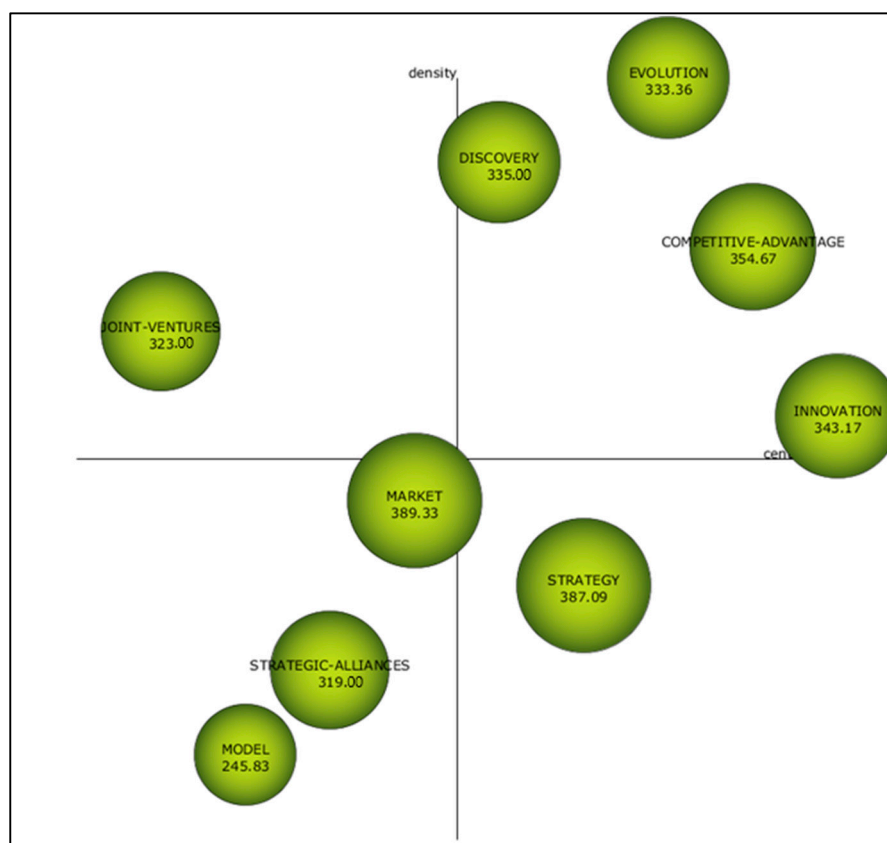 EVOLUTION
333.36
density
DISCOVERY
335.00
COMPETITIVE-ADVANTAGE
354.67
JOINT-VENTURES
323.00
INNOVATION
343.17
MARKET
389.33
STRATEGY
387.09
STRATEGIC-ALLIANCES
319.00
MODEL
245.83